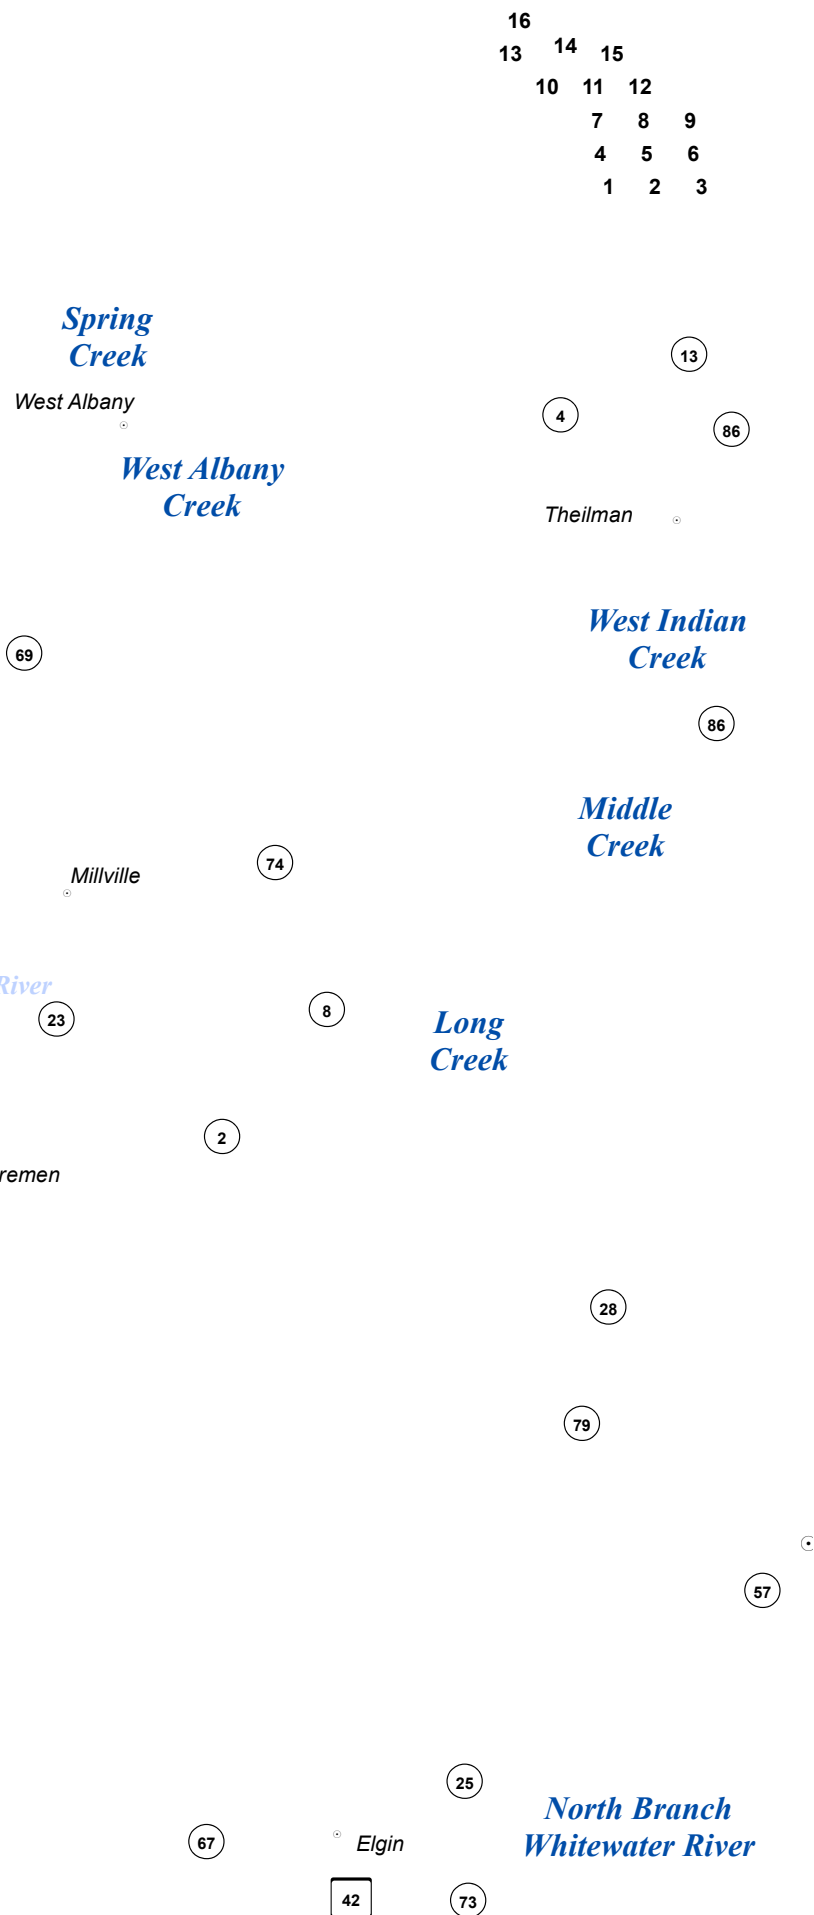 16
13 14 15
10 11 12
7 8 9
4 5 6
1 2 3
Spring
Creek
13
West Albany
4
86
West Albany
Creek
Theilman
West Indian
Creek
69
86
Middle
Creek
74
Millville
River
23
8
Long
Creek
2
remen
28
79
57
25
North Branch
Whitewater River
67
Elgin
42
73